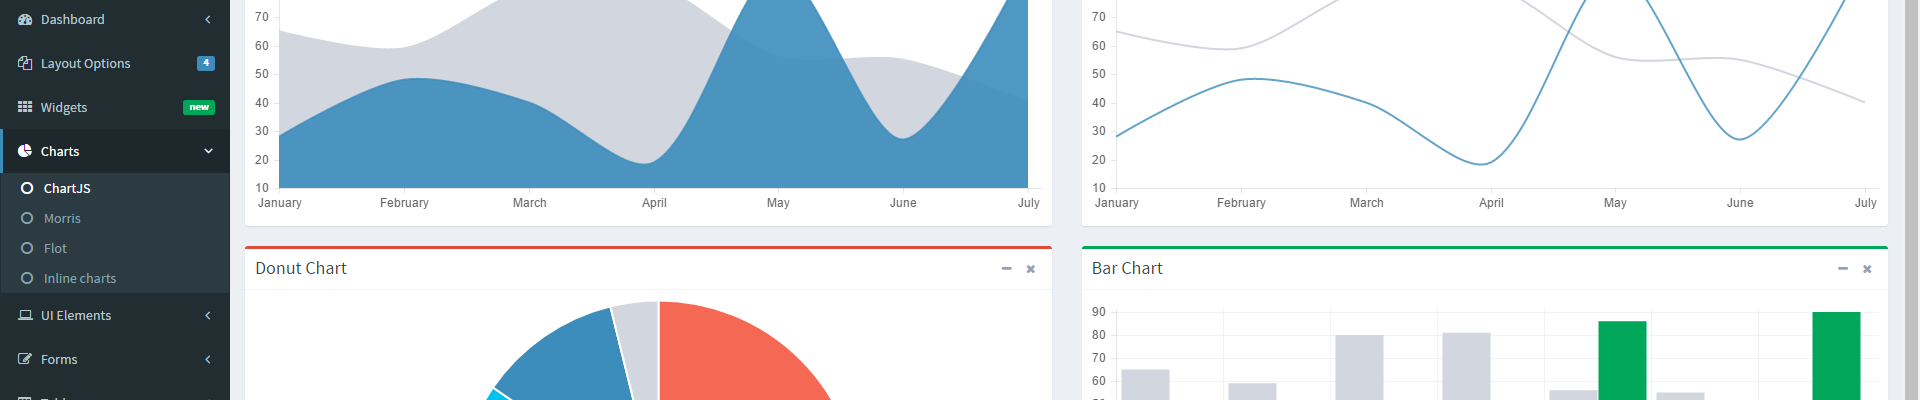 Dashboard
Layout Options 4
Widgets new
Charts
ChartJS
Morris
Flot
Inline charts
UI Elements
Forms
70
60
50
40
30
20
10
January February March April May June July
70
60
50
40
30
20
10
January February March April May June July
Donut Chart
Bar Chart
90
80
70
60